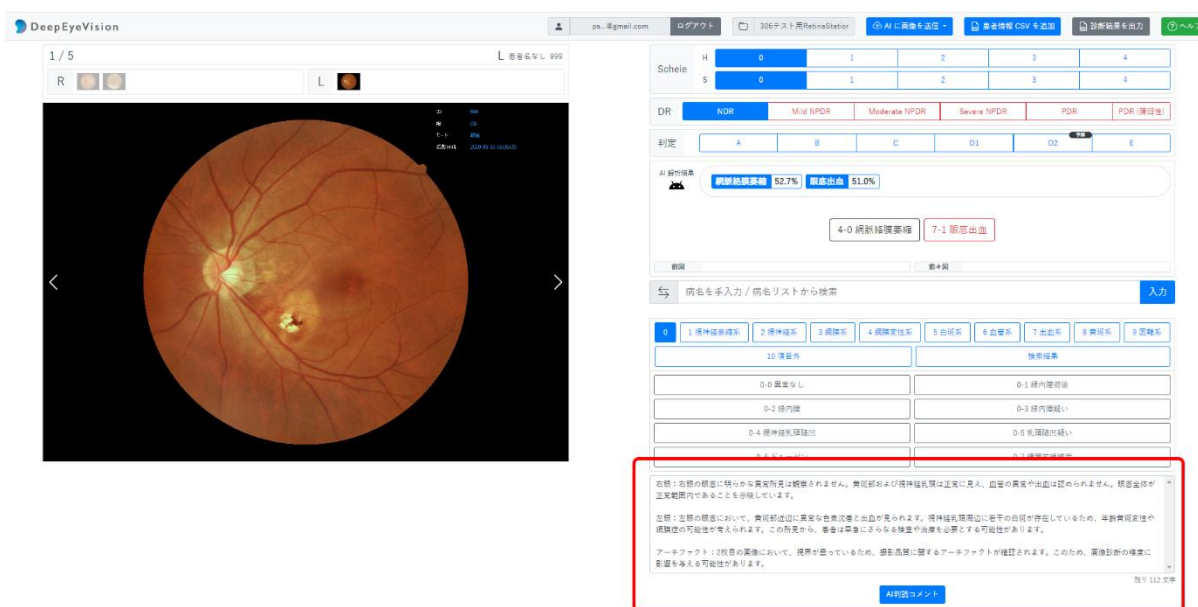 DeepEyeVision
ps...@gmail.com
ログアウト
306テスト用RetinaStation
AI に画像を送信
患者情報 CSV を追加
診断結果を出力
1 / 5
L 患者名なし 999
R
L
ID 999
モード
Scheie
H 0 1 2 3 4
S 0 1 2 3 4
DR NDR Mild NPDR Moderate NPDR Severe NPDR PDR PDR (陳旧性)
判定 A B C D1 D2 E
AI 解析結果
網脈絡膜萎縮 52.7% 眼底出血 51.0%
4-0 網脈絡膜萎縮 7-1 眼底出血
前回 前々回
病名を手入力 / 病名リストから検索 入力
0 1 視神経萎縮系 2 視神経系 3 網膜系 4 網膜変性系 5 白斑系 6 血管系 7 出血系 8 黄斑系 9 困難系
10 項目外 検索結果
0-0 異常なし 0-1 緑内障術後
0-2 緑内障 0-3 緑内障疑い
0-4 視神経乳頭陥凹 0-5 乳頭陥凹疑い
右眼：右眼の眼底に明らかな異常所見は観察されません。黄斑部および視神経乳頭は正常に見え、血管の異常や出血は認められません。眼底全体が
正常範囲内であることを示唆しています。
左眼：左眼の眼底において、黄斑部近辺に異常な色素沈着と出血が見られます。視神経乳頭周辺に若干の白斑が存在しているため、年齢黄斑変性や
網膜症の可能性が考えられます。この所見から、患者は早急にさらなる検査や治療を必要とする可能性があります。
アーチファクト：2枚目の画像において、視界が曇っているため、撮影品質に関するアーチファクトが確認されます。このため、画像診断の精度に
影響を与える可能性があります。
残り 112 文字
AI判読コメント